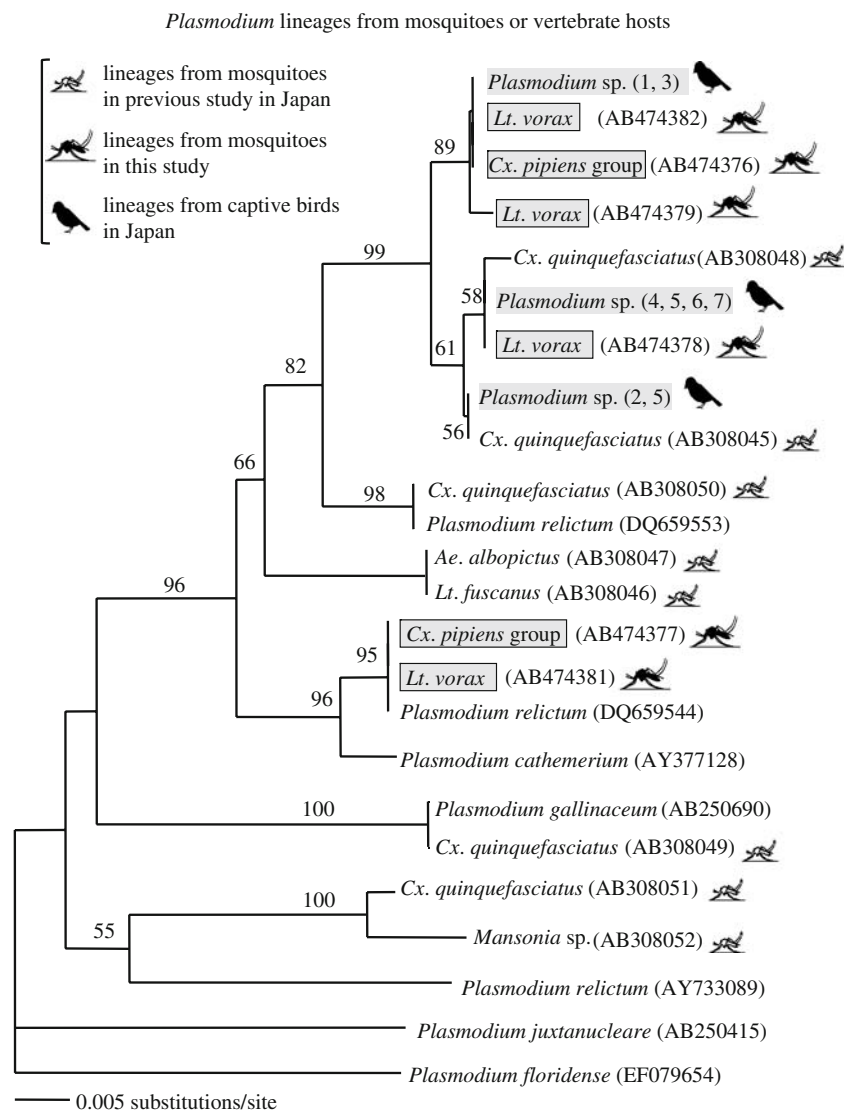 Plasmodium lineages from mosquitoes or vertebrate hosts
lineages from mosquitoes
in previous study in Japan
lineages from mosquitoes
in this study
lineages from captive birds
in Japan
Plasmodium sp. (1, 3)
Lt. vorax (AB474382)
89
Cx. pipiens group (AB474376)
Lt. vorax (AB474379)
99
Cx. quinquefasciatus(AB308048)
58
Plasmodium sp. (4, 5, 6, 7)
Lt. vorax (AB474378)
61
82
Plasmodium sp. (2, 5)
56
Cx. quinquefasciatus (AB308045)
66
98
Cx. quinquefasciatus (AB308050)
Plasmodium relictum (DQ659553)
Ae. albopictus (AB308047)
Lt. fuscanus (AB308046)
96
Cx. pipiens group (AB474377)
95
Lt. vorax (AB474381)
96
Plasmodium relictum (DQ659544)
Plasmodium cathemerium (AY377128)
100
Plasmodium gallinaceum (AB250690)
Cx. quinquefasciatus (AB308049)
Cx. quinquefasciatus (AB308051)
100
55
Mansonia sp.(AB308052)
Plasmodium relictum (AY733089)
Plasmodium juxtanucleare (AB250415)
Plasmodium floridense (EF079654)
0.005 substitutions/site